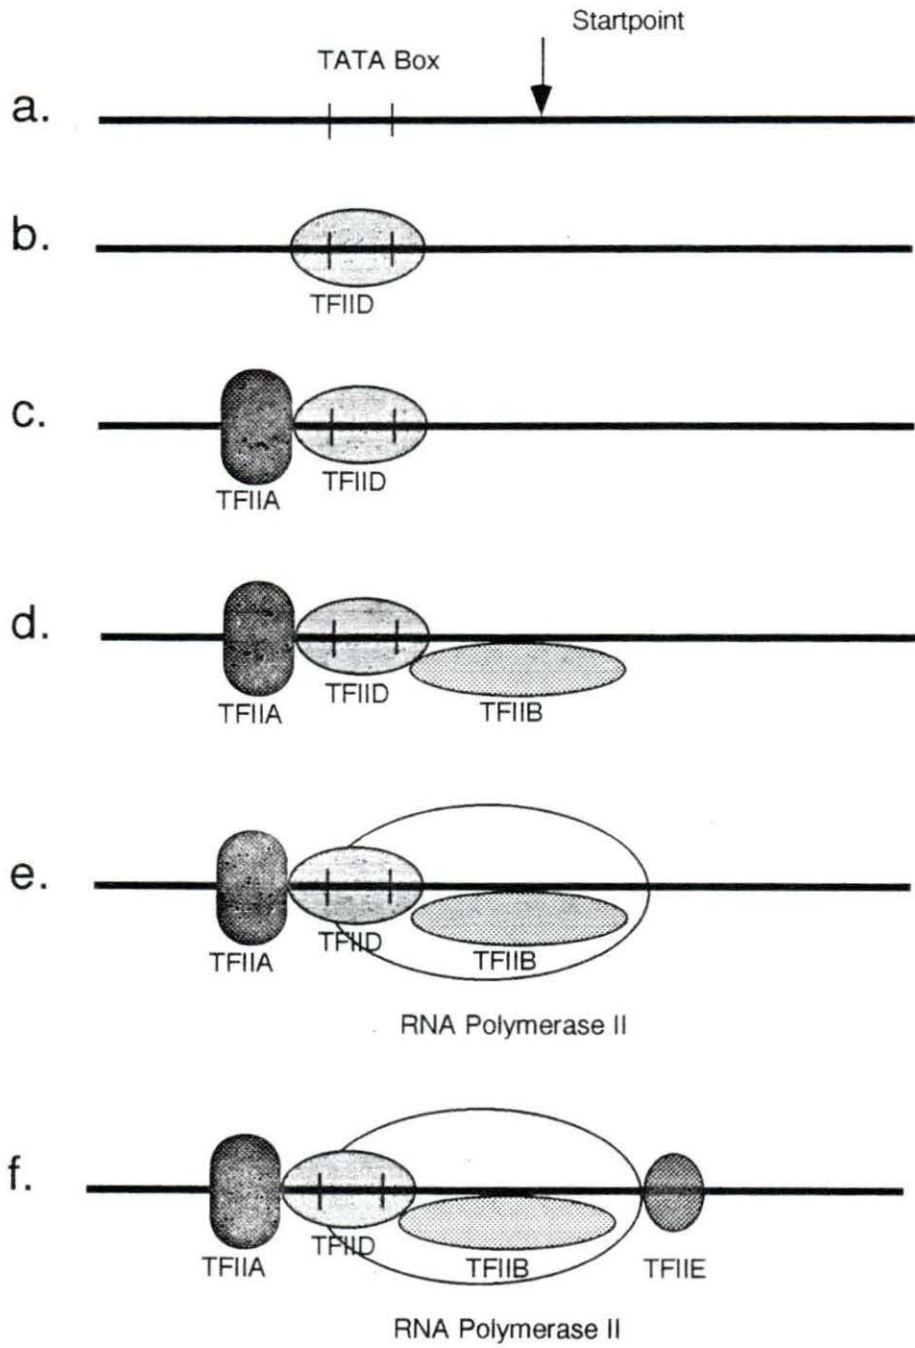 Startpoint
TATA Box
a.
b.
TFIID
c.
TFIID
TFIIA
d.
TFIID
TFIIA
TFIIB
e.
TFIID
TFIIA
TFIIB
RNA Polymerase II
f.
TFIID
TFIIA
TFIIB
TFIIE
RNA Polymerase II